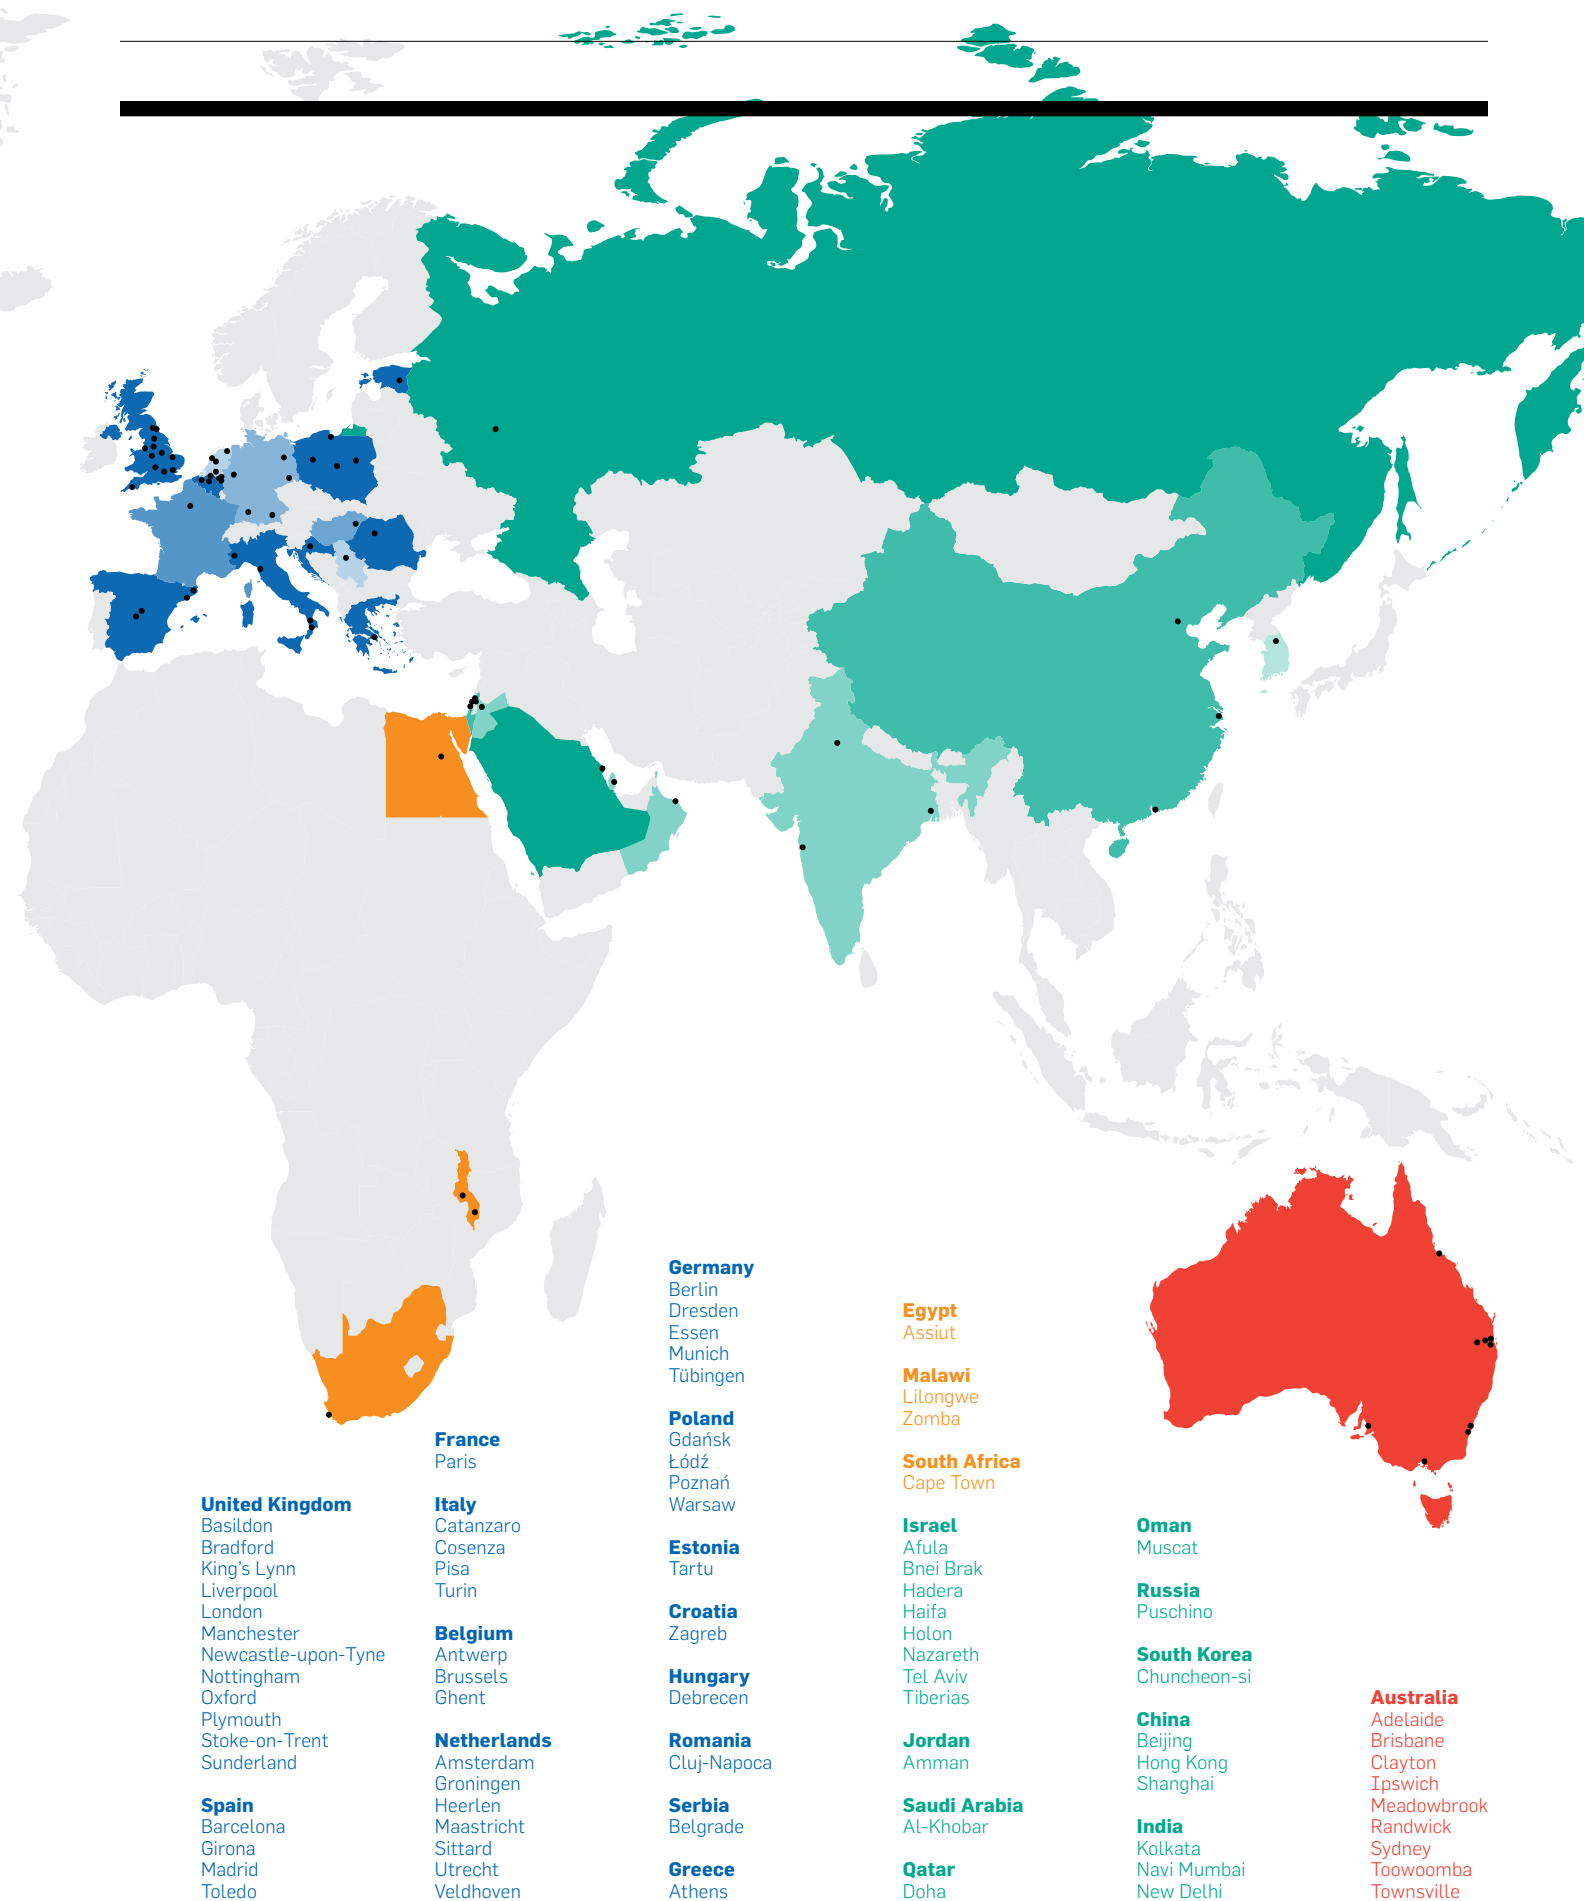 United Kingdom
Basildon
Bradford
King’s Lynn
Liverpool
London
Manchester
Newcastle-upon-Tyne
Nottingham
Oxford
Plymouth
Stoke-on-Trent
Sunderland
Spain
Barcelona
Girona
Madrid
Toledo
France
Paris
Italy
Catanzaro
Cosenza
Pisa
Turin
Belgium
Antwerp
Brussels
Ghent
Netherlands
Amsterdam
Groningen
Heerlen
Maastricht
Sittard
Utrecht
Veldhoven
Germany
Berlin
Dresden
Essen
Munich
Tübingen
Poland
Gdańsk
Łódź
Poznań
Warsaw
Estonia
Tartu
Croatia
Zagreb
Hungary
Debrecen
Romania
Cluj-Napoca
Serbia
Belgrade
Greece
Athens
Egypt
Assiut
Malawi
Lilongwe
Zomba
South Africa
Cape Town
Israel
Afula
Bnei Brak
Hadera
Haifa
Holon
Nazareth
Tel Aviv
Tiberias
Jordan
Amman
Saudi Arabia
Al-Khobar
Qatar
Doha
Oman
Muscat
Russia
Puschino
South Korea
Chuncheon-si
China
Beijing
Hong Kong
Shanghai
India
Kolkata
Navi Mumbai
New Delhi
Australia
Adelaide
Brisbane
Clayton
Ipswich
Meadowbrook
Randwick
Sydney
Toowoomba
Townsville